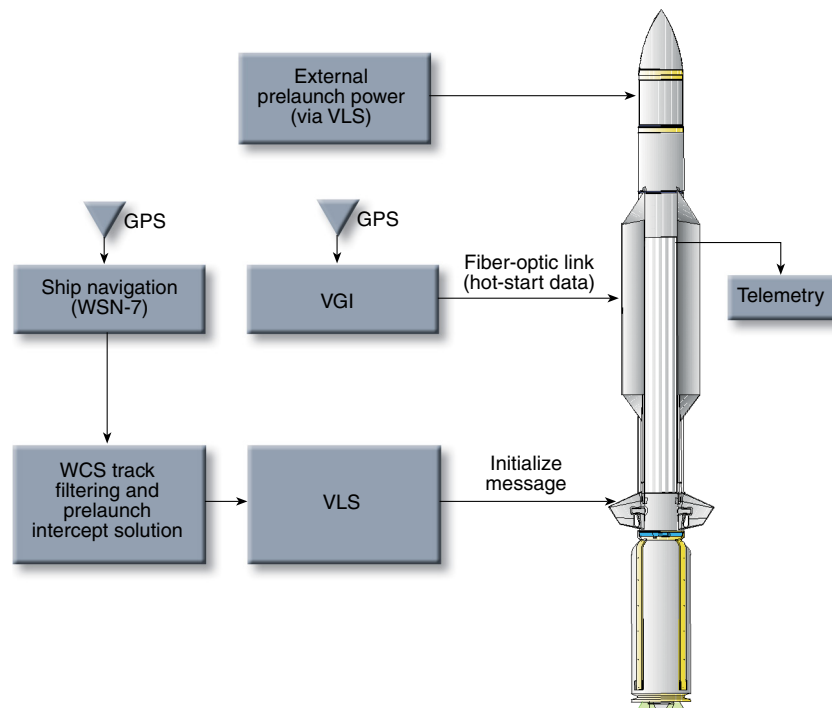 External
prelaunch power
(via VLS)
GPS
GPS
Ship navigation
(WSN-7)
VGI
Fiber-optic link
(hot-start data)
Telemetry
WCS track
filtering and
prelaunch
intercept solution
VLS
Initialize
message